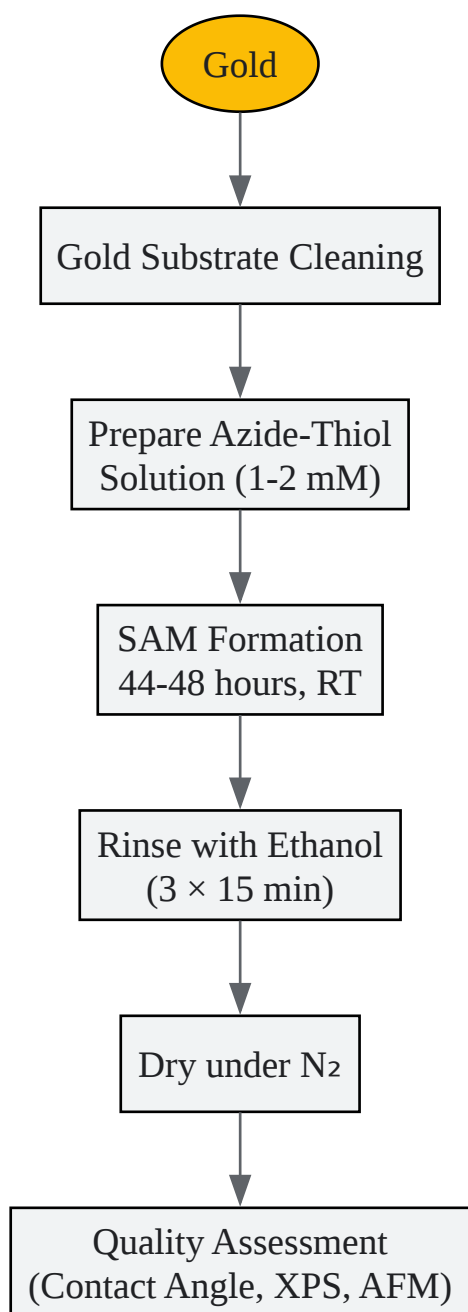 Gold
Gold Substrate Cleaning
Prepare Azide-Thiol
Solution (1-2 mM)
SAM Formation
44-48 hours, RT
Rinse with Ethanol
(3 × 15 min)
Dry under N₂
Quality Assessment
(Contact Angle, XPS, AFM)